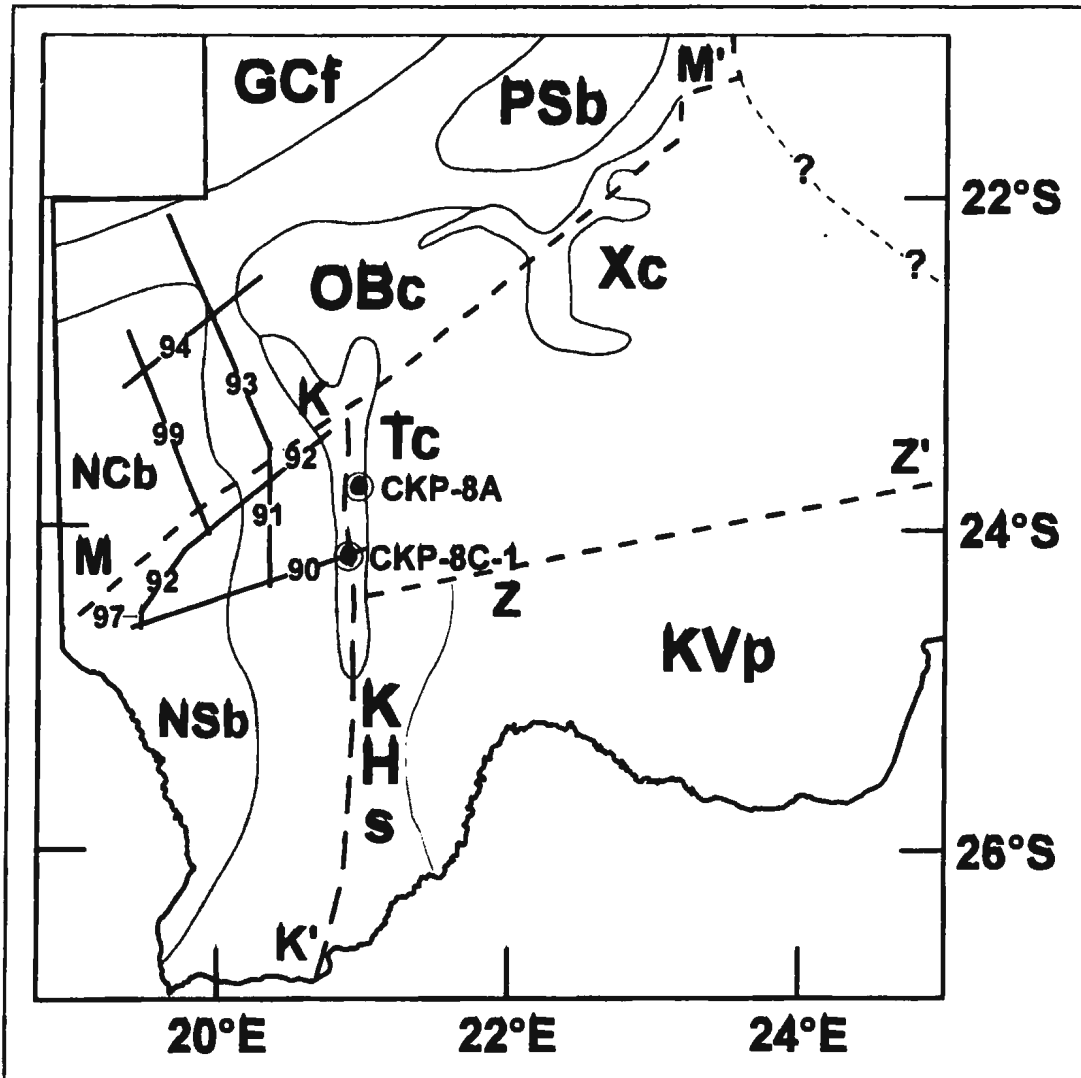 GCf
PSb
M'
?
22°S
?
Xc
OBc
94
93
K
99
Tc
92
NCb
Z'
CKP-8A
91
24°S
M
CKP-8C-1
90
92
Z
97
KVp
NSb
K
H
s
26°S
K'
20°E
22°E
24°E